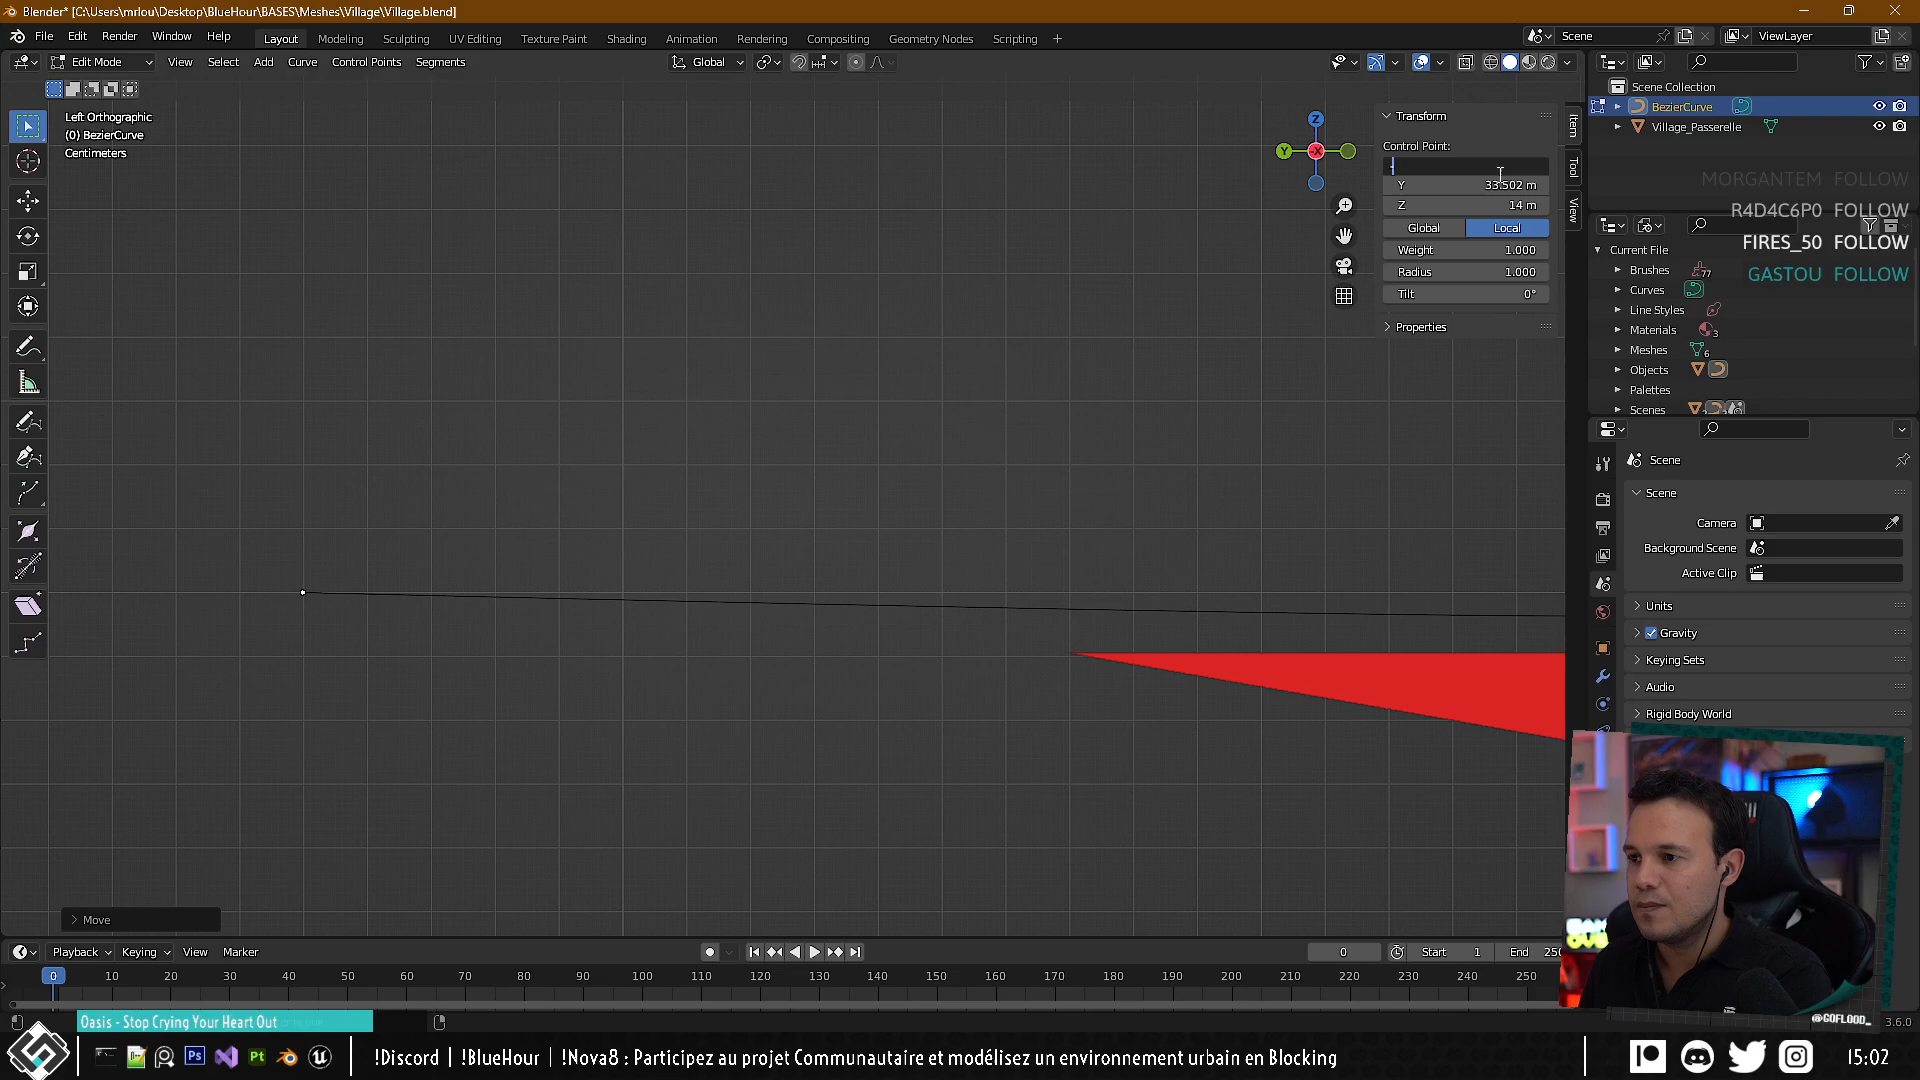 Blender* [C:\Users\mrlou\Desktop\BlueHour\BASES\Meshes\Village\Village.blend]
File Edit Render Window Help
Layout Modeling Sculpting UV Editing Texture Paint Shading Animation Rendering Compositing Geometry Nodes Scripting +
Scene
ViewLayer
Edit Mode View Select Add Curve Control Points Segments
Global
Left Orthographic
(0) BezierCurve
Centimeters
Z
Y
X
Transform
Control Point:
Y 33.502 m
Z 14 m
Global Local
Weight 1.000
Radius 1.000
Tilt 0°
Properties
Item
Tool
View
Scene Collection
BezierCurve
Village_Passerelle
MORGANTEM FOLLOW
R4D4C6P0 FOLLOW
FIRES_50 FOLLOW
GASTOU FOLLOW
Current File
Brushes 77
Curves
Line Styles
Materials 3
Meshes 6
Objects
Palettes
Scenes
Scene
Scene
Camera Object
Background Scene
Active Clip
Units
Gravity
Keying Sets
Audio
Rigid Body World
Move
Playback Keying View Marker
0
Start 1
End 250
0 10 20 30 40 50 60 70 80 90 100 110 120 130 140 150 160 170 180 190 200 210 220 230 240 250
Oasis - Stop Crying Your Heart Out
@GOFLOOD_
3.6.0
Ps
Pt
!Discord | !BlueHour | !Nova8 : Participez au projet Communautaire et modélisez un environnement urbain en Blocking
15:02